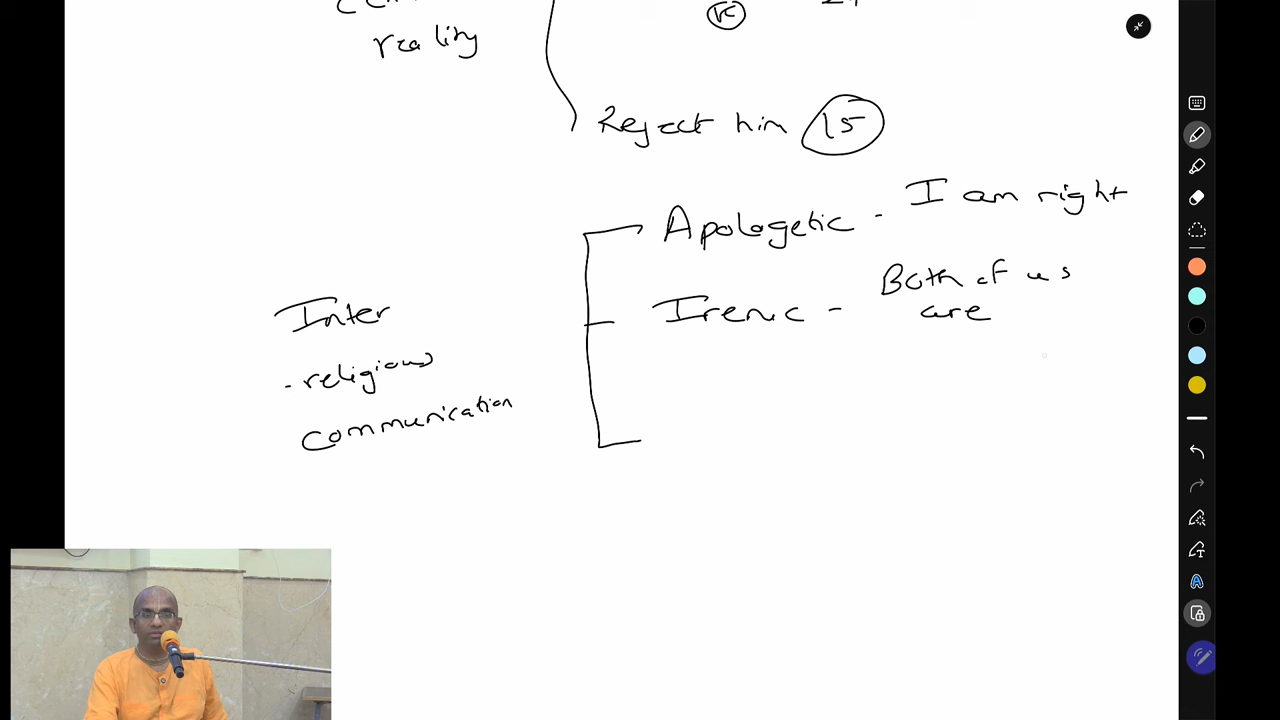 reality
Reject him 15
Apologetic - I am right
Irenic - Both of us
are
Inter
- religious
communication